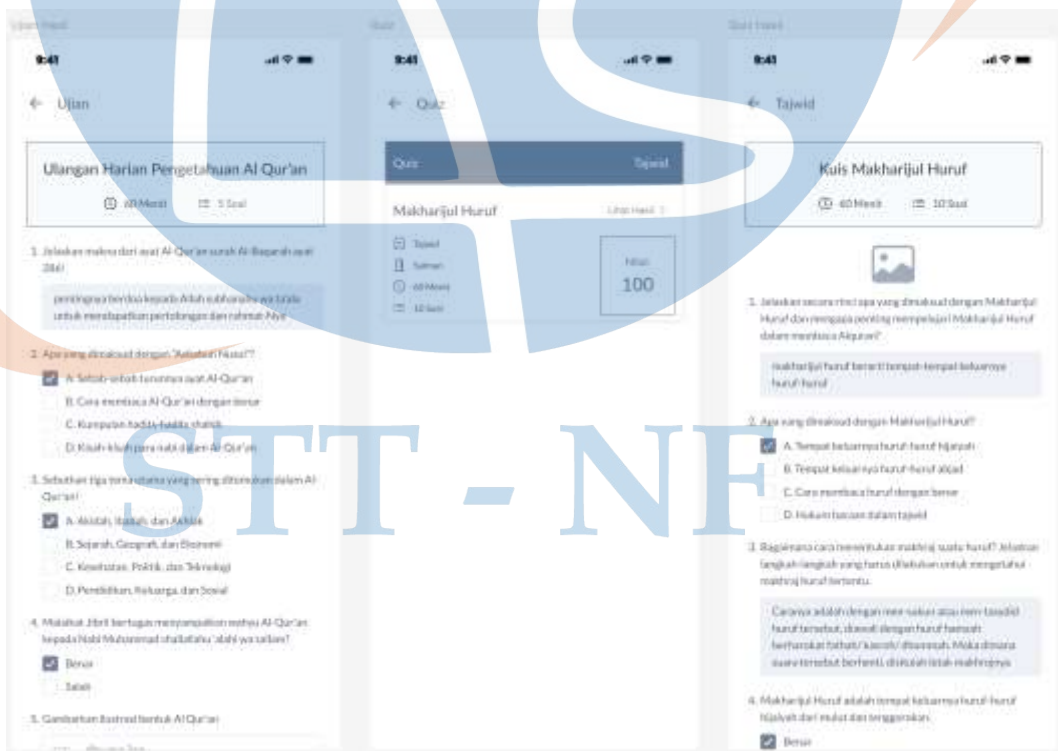 Ujian Hasil
9:41
Ujian
Ulangan Harian Pengetahuan Al Qur'an
60 Menit
5 Soal
1. Jelaskan makna dari ayat Al-Qur'an surah Al-Baqarah ayat
286!
pentingnya berdoa kepada Allah subhanahu wa ta'ala
untuk mendapatkan pertolongan dan rahmat-Nya
2. Apa yang dimaksud dengan "Asbabun Nuzul"?
A. Sebab-sebab turunnya ayat Al-Qur'an
B. Cara membaca Al-Qur'an dengan benar
C. Kumpulan hadits-hadits shahih
D. Kisah-kisah para nabi dalam Al-Qur'an
3. Sebutkan tiga tema utama yang sering ditemukan dalam Al-
Qur'an!
A. Akidah, Ibadah, dan Akhlak
B. Sejarah, Geografi, dan Ekonomi
C. Kesehatan, Politik, dan Teknologi
D. Pendidikan, Keluarga, dan Sosial
4. Malaikat Jibril bertugas menyampaikan wahyu Al-Qur'an
kepada Nabi Muhammad shallallahu 'alahi wa sallam?
Benar
Salah
5. Gambarkan ilustrasi bentuk Al Qur'an
Quiz
9:41
Quiz
Quiz
Tajwid
Makharijul Huruf
Lihat Hasil
Tajwid
Salman
60 Menit
10 Soal
Nilai
100
Quiz Hasil
9:41
Tajwid
Kuis Makharijul Huruf
60 Menit
10 Soal
1. Jelaskan secara rinci apa yang dimaksud dengan Makharijul
Huruf dan mengapa penting mempelajari Makharijul Huruf
dalam membaca Alquran?
makharijul huruf berarti tempat-tempat keluarnya
huruf-huruf
2. Apa yang dimaksud dengan Makharijul Huruf?
A. Tempat keluarnya huruf-huruf hijaiyah
B. Tempat keluarnya huruf-huruf abjad
C. Cara membaca huruf dengan benar
D. Hukum bacaan dalam tajwid
3. Bagaimana cara menentukan makhraj suatu huruf? Jelaskan
langkah-langkah yang harus dilakukan untuk mengetahui
makhraj huruf tertentu.
Caranya adalah dengan men-sukun atau men-tasydid
huruf tersebut, diawali dengan huruf hamzah
berharakat fathah/ kasrah/ dhammah. Maka dimana
suara tersebut berhenti, disitulah letak makhrajnya
4. Makharijul Huruf adalah tempat keluarnya huruf-huruf
hijaiyah dari mulut dan tenggorokan.
Benar
STT - NF